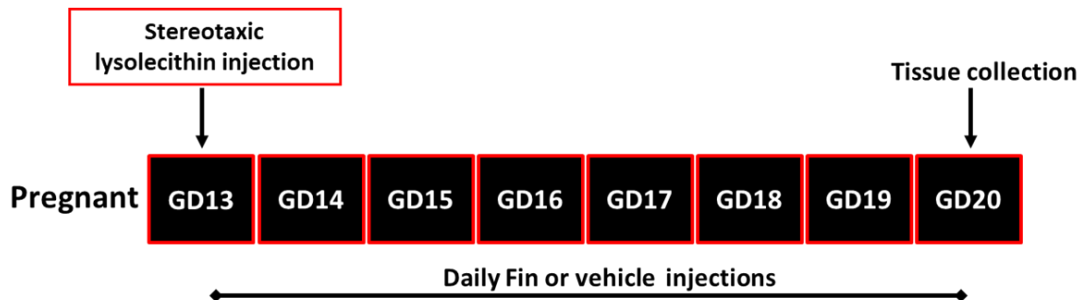 Stereotaxic
lysolecithin injection
Tissue collection
Pregnant GD13 GD14 GD15 GD16 GD17 GD18 GD19 GD20
Daily Fin or vehicle injections